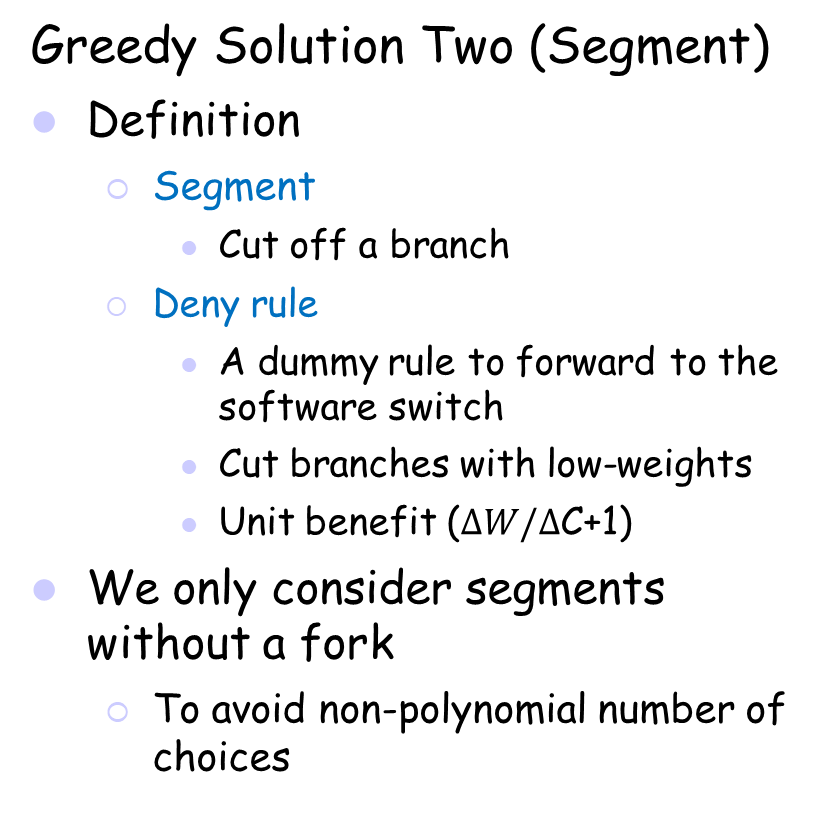 Greedy Solution Two (Segment)
Definition
Segment
Cut off a branch
Deny rule
A dummy rule to forward to the
software switch
Cut branches with low-weights
Unit benefit (∆W/∆C+1)
We only consider segments
without a fork
To avoid non-polynomial number of
choices